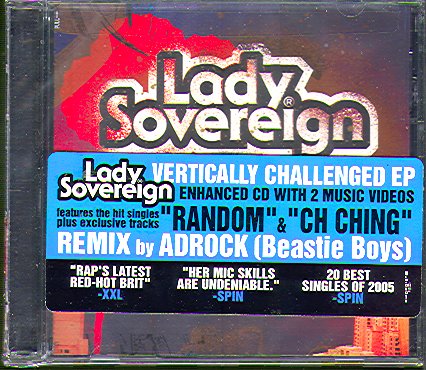 Lady
Sovereign
®
Lady
Sovereign
VERTICALLY CHALLENGED EP
ENHANCED CD WITH 2 MUSIC VIDEOS
features the hit singles
plus exclusive tracks
"RANDOM" & "CH CHING"
REMIX by ADROCK (Beastie Boys)
"RAP'S LATEST
RED-HOT BRIT"
-XXL
"HER MIC SKILLS
ARE UNDENIABLE."
-SPIN
20 BEST
SINGLES OF 2005
-SPIN